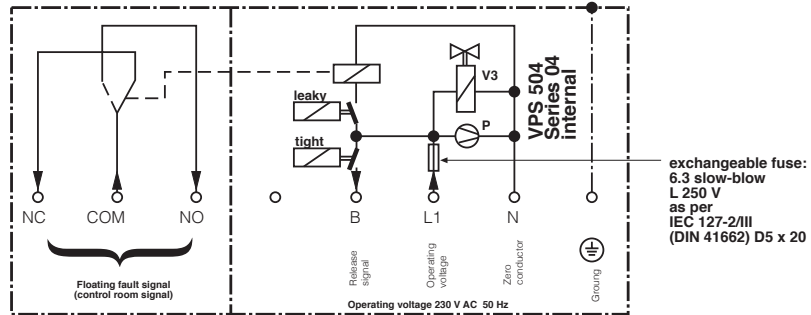 leaky
tight
V3
P
VPS 504
Series 04
internal
NC
COM
NO
B
L1
N
Floating fault signal
(control room signal)
Release
signal
Operating
voltage
Zero
conductor
Groung
Operating voltage 230 V AC 50 Hz
exchangeable fuse:
6.3 slow-blow
L 250 V
as per
IEC 127-2/III
(DIN 41662) D5 x 20